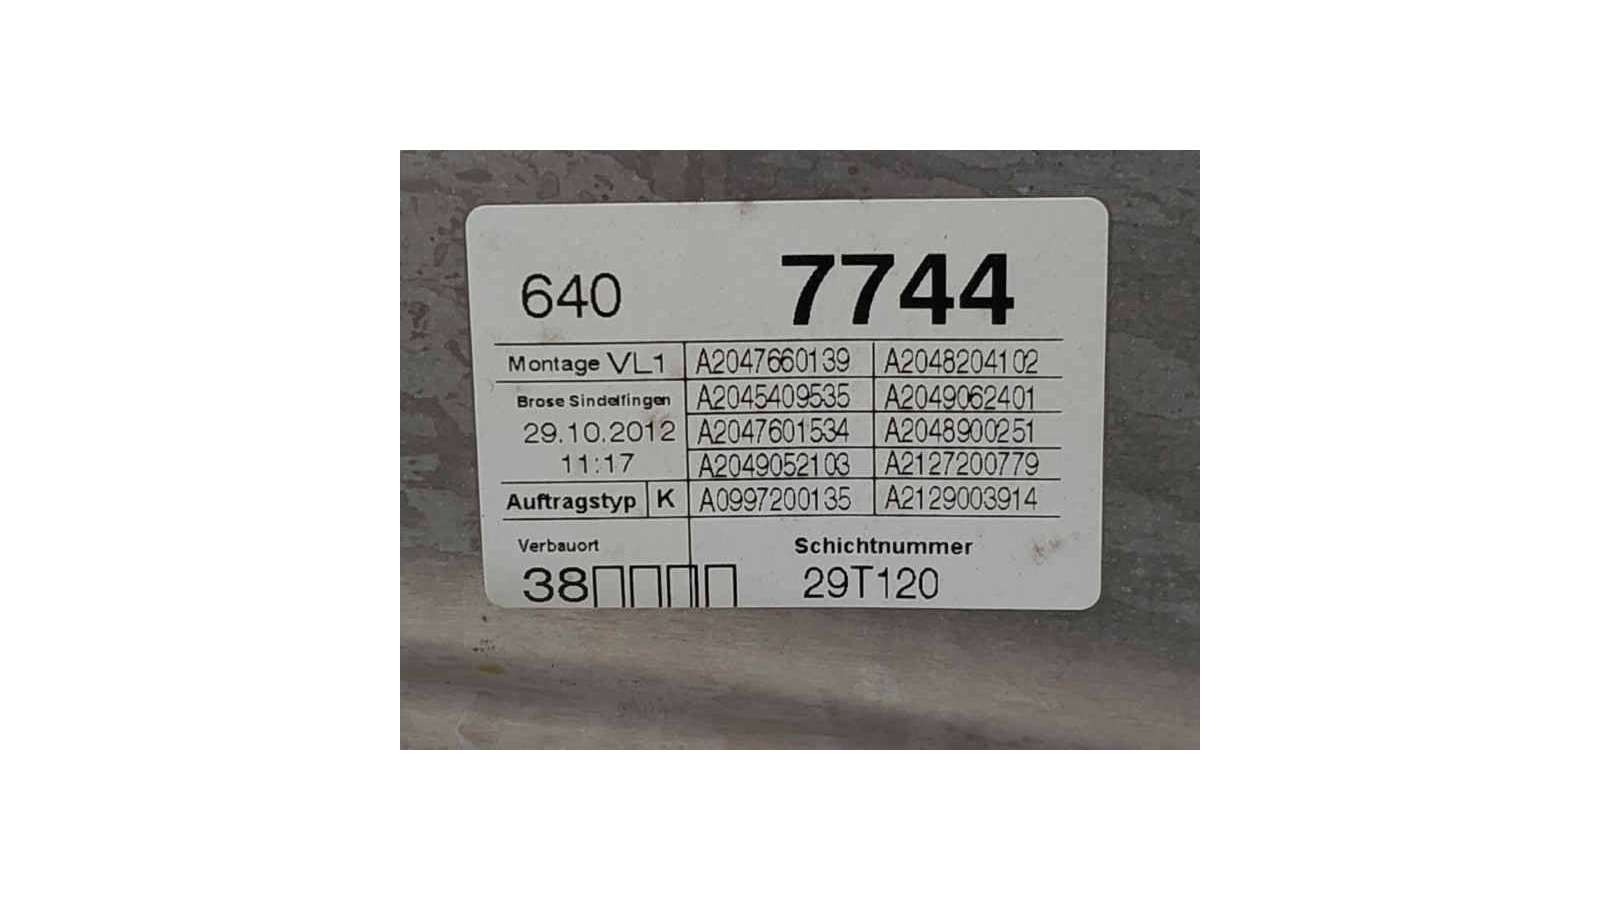 640 7744
Montage VL1 A2047660139 A2048204102
Brose Sindelfingen A2045409535 A2049062401
29.10.2012 A2047601534 A2048900251
11:17 A2049052103 A2127200779
Auftragstyp K A0997200135 A2129003914
Verbauort Schichtnummer
38 29T120